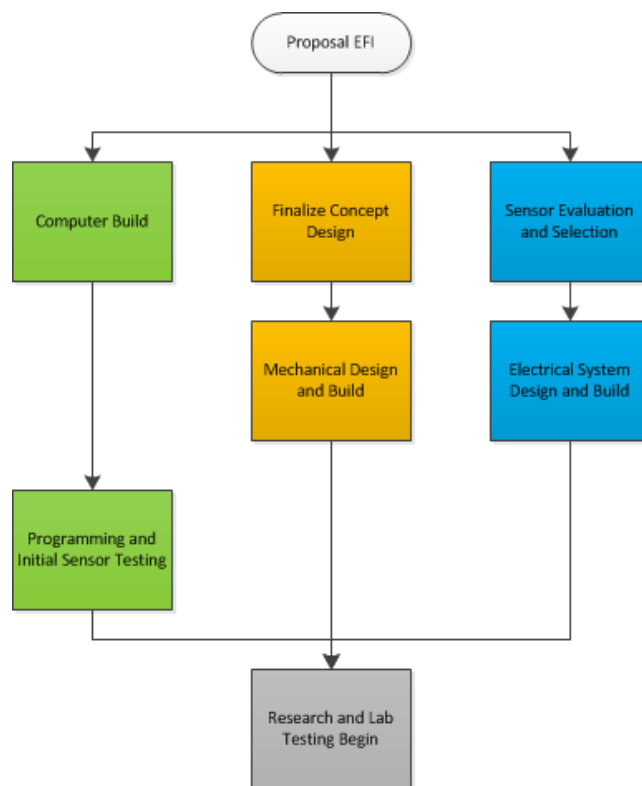 Proposal EFI
Computer Build
Finalize Concept
Design
Sensor Evaluation
and Selection
Mechanical Design
and Build
Electrical System
Design and Build
Programming and
Initial Sensor Testing
Research and Lab
Testing Begin